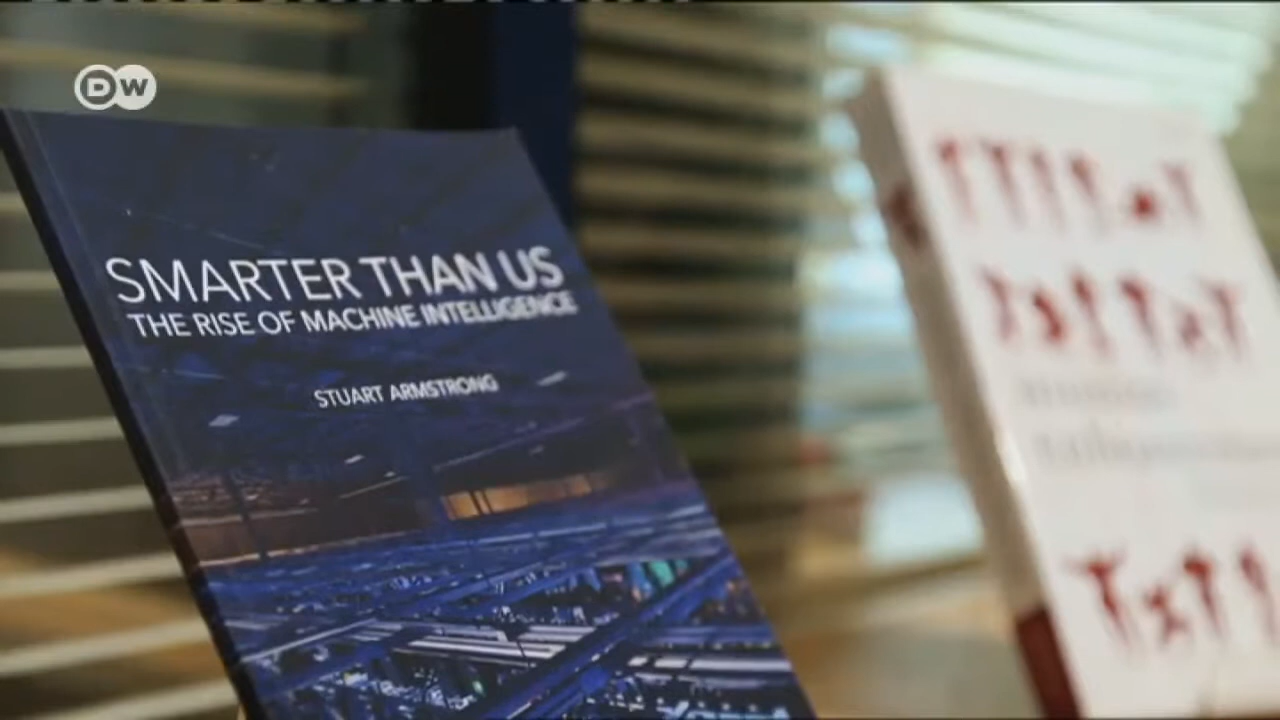 DW
SMARTER THAN US
THE RISE OF MACHINE INTELLIGENCE
STUART ARMSTRONG